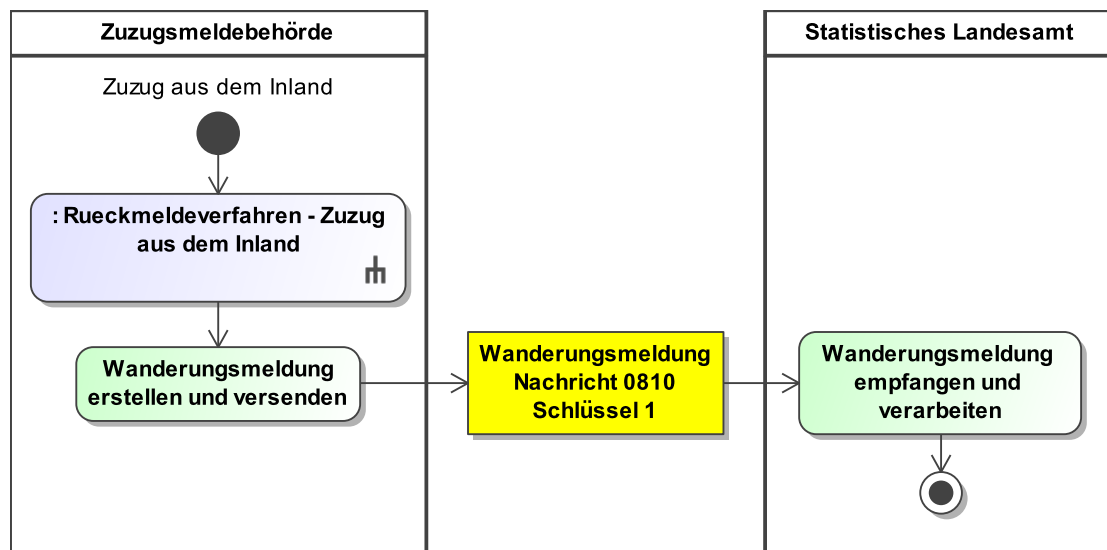 Zuzugsmeldebehörde
Statistisches Landesamt
Zuzug aus dem Inland
: Rueckmeldeverfahren - Zuzug
aus dem Inland
Wanderungsmeldung
erstellen und versenden
Wanderungsmeldung
Nachricht 0810
Schlüssel 1
Wanderungsmeldung
empfangen und
verarbeiten